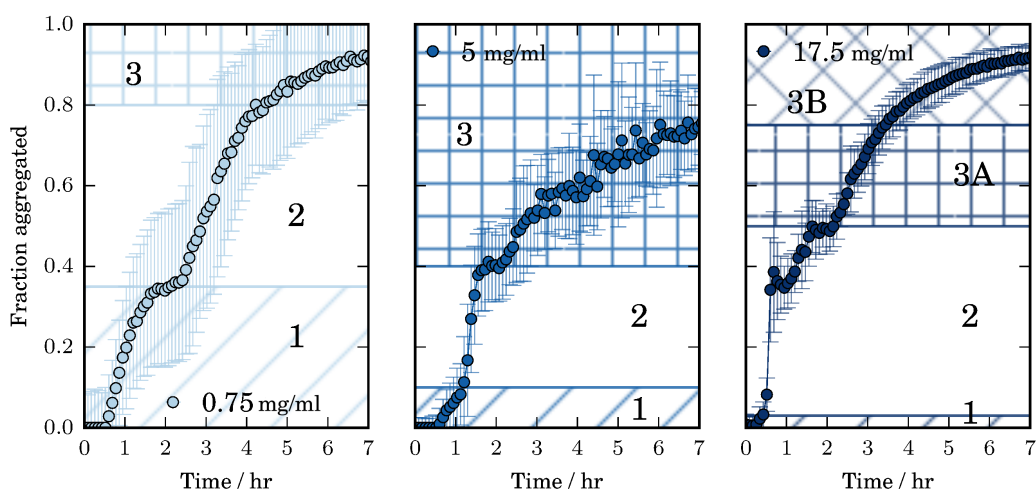 1.0
0.8
0.6
0.4
0.2
0.0
Fraction aggregated
3
2
1
0.75 mg/ml
0 1 2 3 4 5 6 7
Time / hr
5 mg/ml
3
2
1
0 1 2 3 4 5 6 7
Time / hr
17.5 mg/ml
3B
3A
2
1
0 1 2 3 4 5 6 7
Time / hr